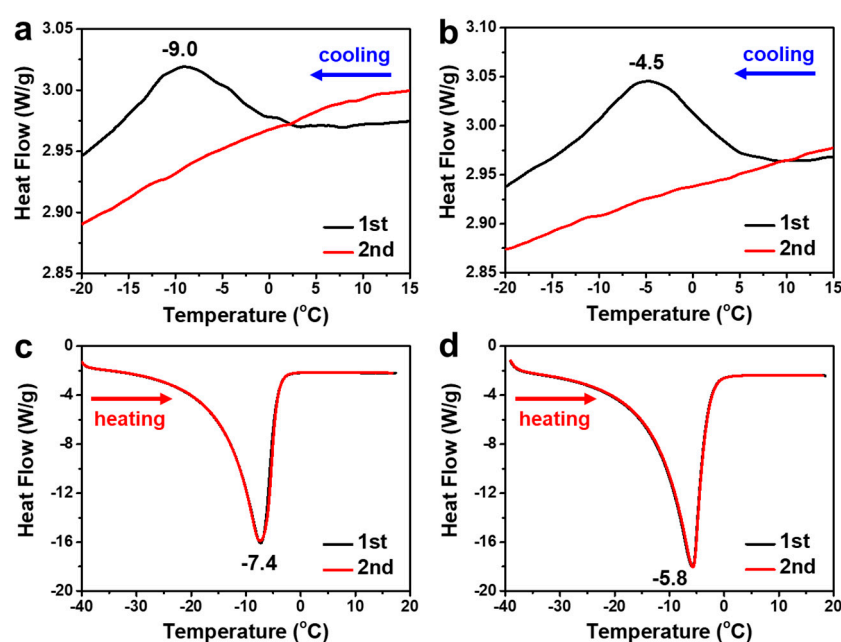 a
-9.0
cooling
1st
2nd
3.05
3.00
2.95
2.90
2.85
Heat Flow (W/g)
-20 -15 -10 -5 0 5 10 15
Temperature (°C)
b
-4.5
cooling
1st
2nd
3.10
3.05
3.00
2.95
2.90
2.85
Heat Flow (W/g)
-20 -15 -10 -5 0 5 10 15
Temperature (°C)
c
heating
-7.4
1st
2nd
0
-4
-8
-12
-16
-20
Heat Flow (W/g)
-40 -30 -20 -10 0 10 20
Temperature (°C)
d
heating
-5.8
1st
2nd
0
-4
-8
-12
-16
-20
Heat Flow (W/g)
-40 -30 -20 -10 0 10 20
Temperature (°C)